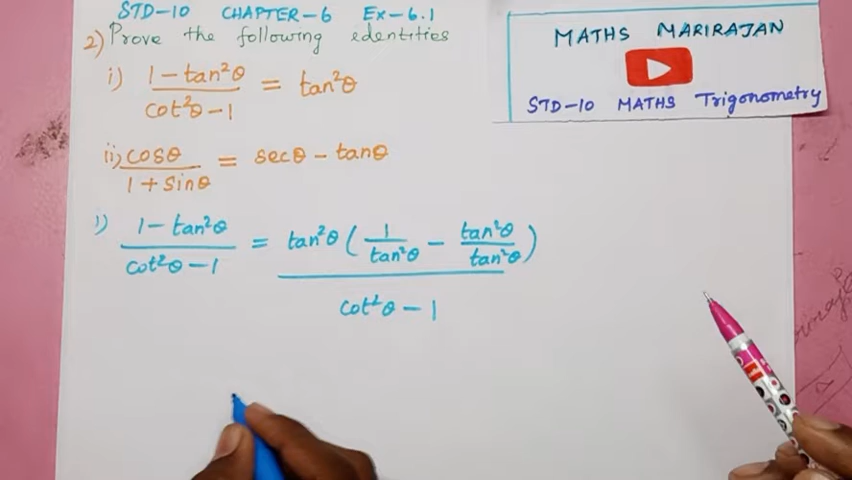 STD-10 CHAPTER-6 Ex-6.1
2) Prove the following identities
i) 1 - tan²θ / cot²θ - 1 = tan²θ
ii) cosθ / 1 + sinθ = secθ - tanθ
i) 1 - tan²θ / cot²θ - 1 = tan²θ ( 1 / tan²θ - tan²θ / tan²θ ) / cot²θ - 1
MATHS MARIRAJAN
STD-10 MATHS Trigonometry